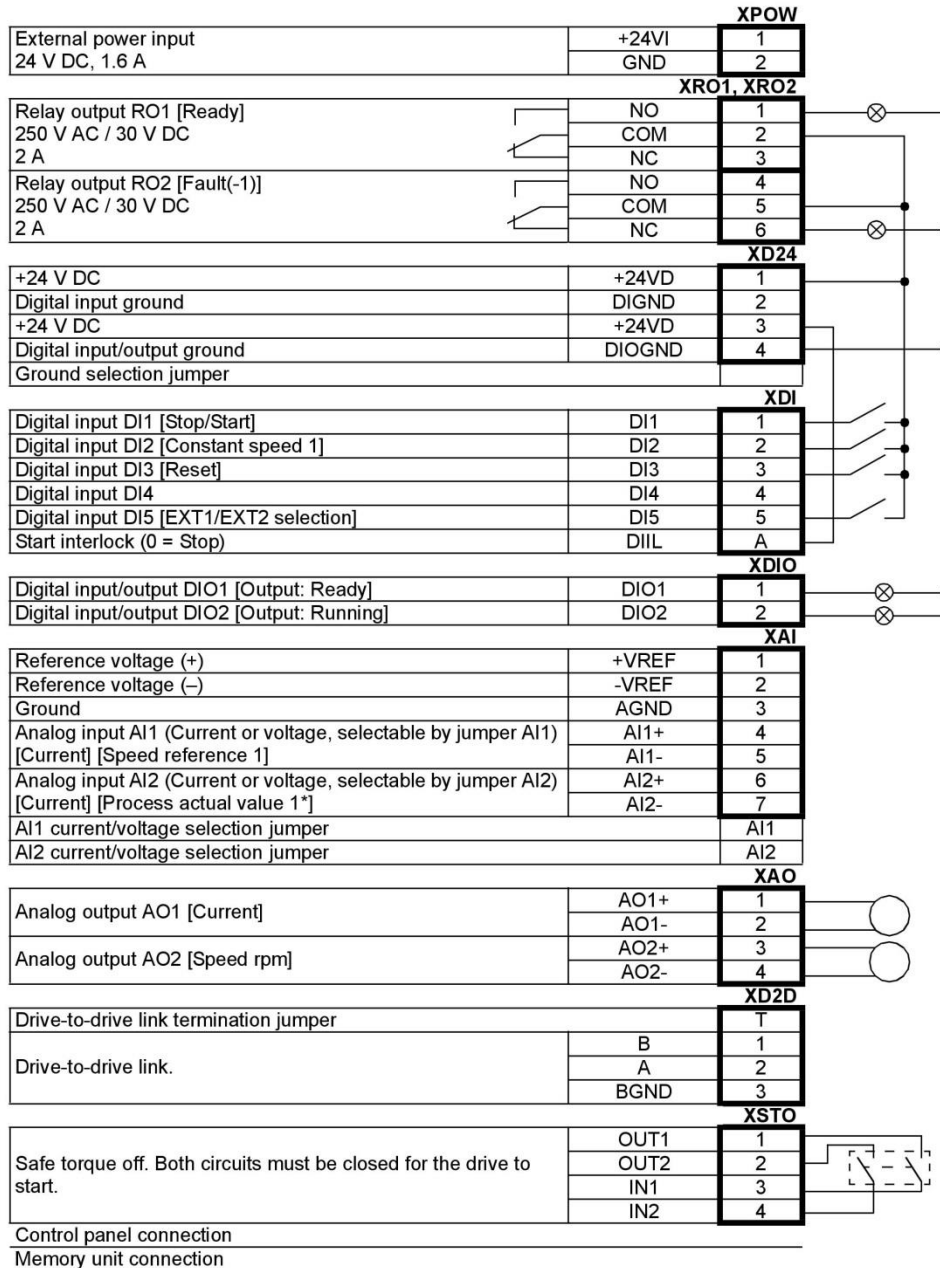 XPOW
External power input +24VI 1
24 V DC, 1.6 A GND 2
XRO1, XRO2
Relay output RO1 [Ready] NO 1
250 V AC / 30 V DC COM 2
2 A NC 3
Relay output RO2 [Fault(-1)] NO 4
250 V AC / 30 V DC COM 5
2 A NC 6
XD24
+24 V DC +24VD 1
Digital input ground DIGND 2
+24 V DC +24VD 3
Digital input/output ground DIOGND 4
Ground selection jumper
XDI
Digital input DI1 [Stop/Start] DI1 1
Digital input DI2 [Constant speed 1] DI2 2
Digital input DI3 [Reset] DI3 3
Digital input DI4 DI4 4
Digital input DI5 [EXT1/EXT2 selection] DI5 5
Start interlock (0 = Stop) DIIL A
XDIO
Digital input/output DIO1 [Output: Ready] DIO1 1
Digital input/output DIO2 [Output: Running] DIO2 2
XAI
Reference voltage (+) +VREF 1
Reference voltage (–) -VREF 2
Ground AGND 3
Analog input AI1 (Current or voltage, selectable by jumper AI1) AI1+ 4
[Current] [Speed reference 1] AI1- 5
Analog input AI2 (Current or voltage, selectable by jumper AI2) AI2+ 6
[Current] [Process actual value 1*] AI2- 7
AI1 current/voltage selection jumper AI1
AI2 current/voltage selection jumper AI2
XAO
Analog output AO1 [Current] AO1+ 1
AO1- 2
Analog output AO2 [Speed rpm] AO2+ 3
AO2- 4
XD2D
Drive-to-drive link termination jumper T
Drive-to-drive link. B 1
A 2
BGND 3
XSTO
OUT1 1
Safe torque off. Both circuits must be closed for the drive to OUT2 2
start. IN1 3
IN2 4
Control panel connection
Memory unit connection